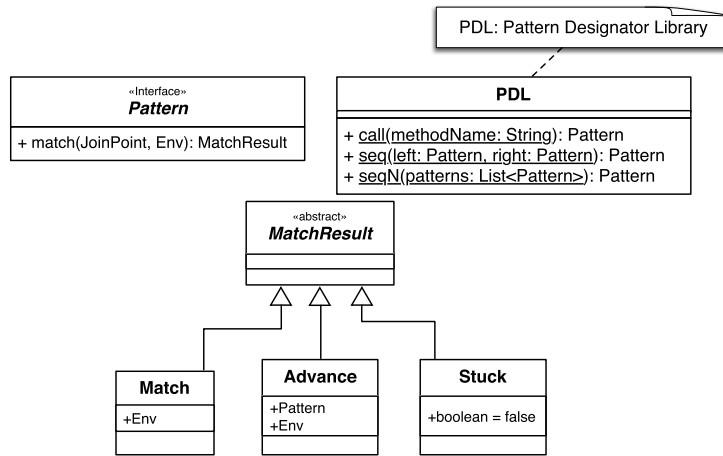 PDL: Pattern Designator Library
«Interface»
Pattern
+ match(JoinPoint, Env): MatchResult
PDL
+ call(methodName: String): Pattern
+ seq(left: Pattern, right: Pattern): Pattern
+ seqN(patterns: List<Pattern>): Pattern
«abstract»
MatchResult
Match
+Env
Advance
+Pattern
+Env
Stuck
+boolean = false